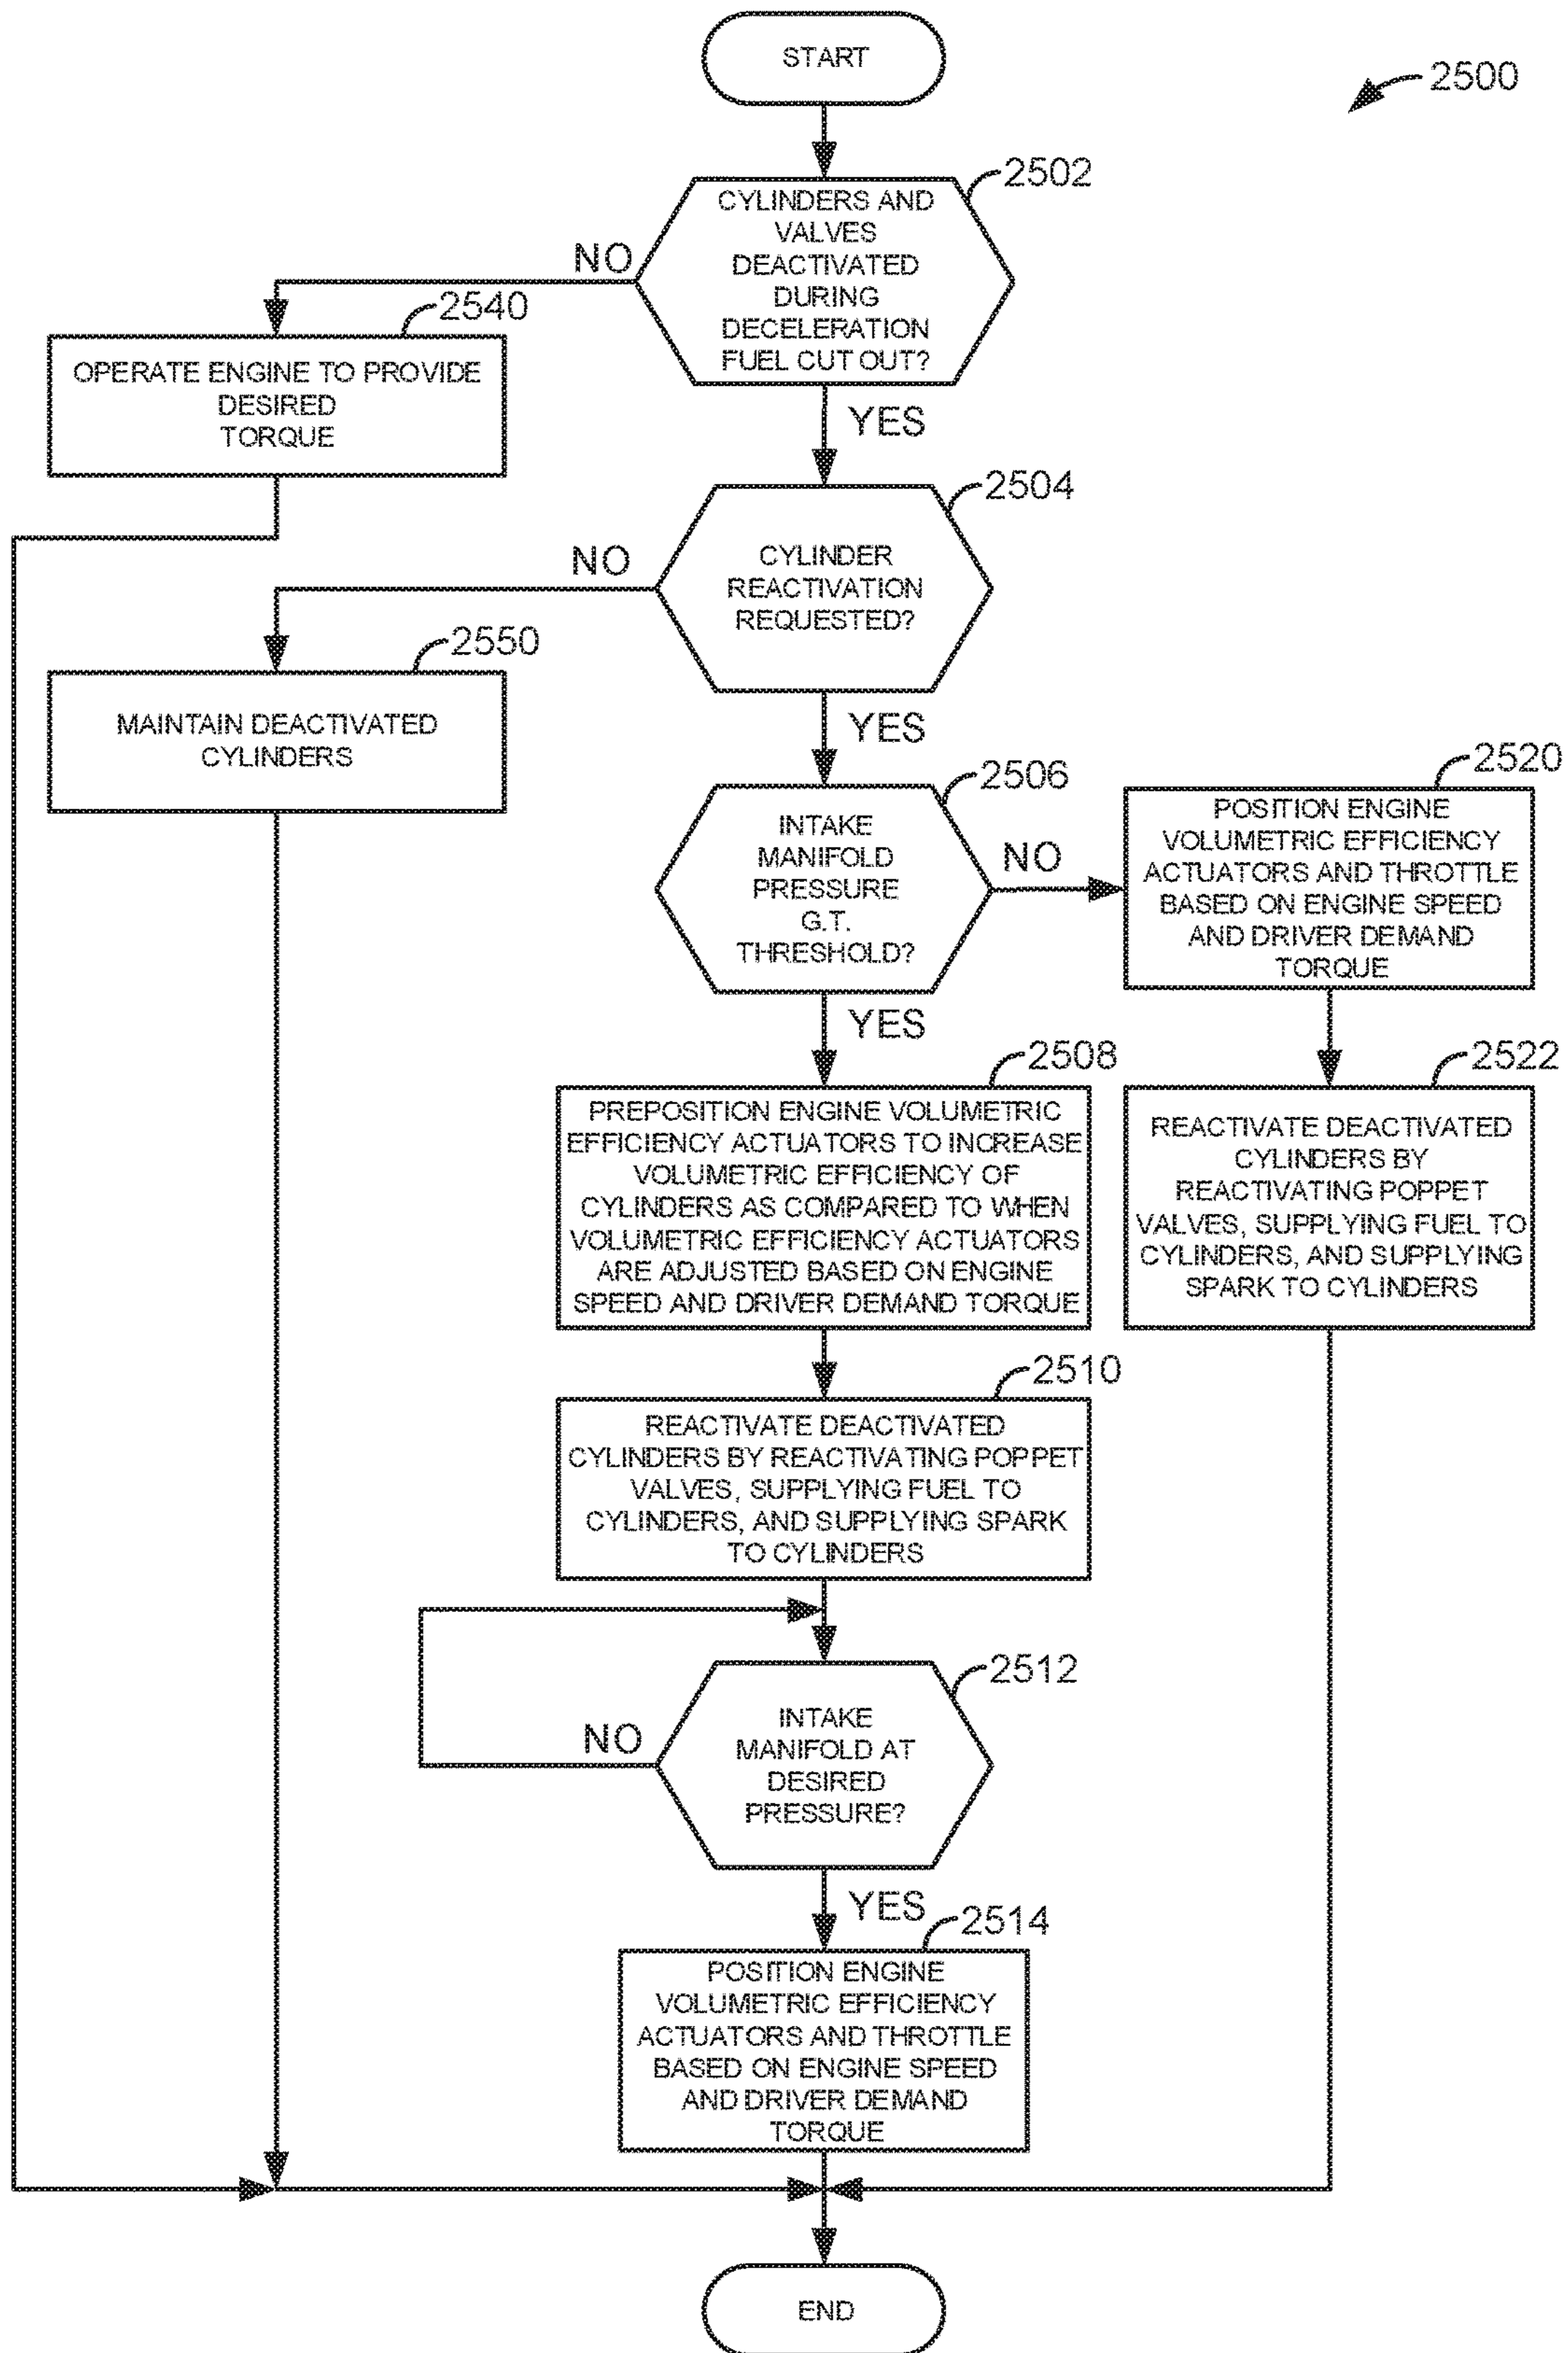 START
2500
2502
CYLINDERS AND
VALVES
DEACTIVATED
DURING
DECELERATION
FUEL CUT OUT?
NO
2540
OPERATE ENGINE TO PROVIDE
DESIRED
TORQUE
YES
2504
CYLINDER
REACTIVATION
REQUESTED?
NO
2550
MAINTAIN DEACTIVATED
CYLINDERS
YES
2506
INTAKE
MANIFOLD
PRESSURE
G.T.
THRESHOLD?
NO
2520
POSITION ENGINE
VOLUMETRIC EFFICIENCY
ACTUATORS AND THROTTLE
BASED ON ENGINE SPEED
AND DRIVER DEMAND
TORQUE
YES
2508
PREPOSITION ENGINE VOLUMETRIC
EFFICIENCY ACTUATORS TO INCREASE
VOLUMETRIC EFFICIENCY OF
CYLINDERS AS COMPARED TO WHEN
VOLUMETRIC EFFICIENCY ACTUATORS
ARE ADJUSTED BASED ON ENGINE
SPEED AND DRIVER DEMAND TORQUE
2522
REACTIVATE DEACTIVATED
CYLINDERS BY
REACTIVATING POPPET
VALVES, SUPPLYING FUEL TO
CYLINDERS, AND SUPPLYING
SPARK TO CYLINDERS
2510
REACTIVATE DEACTIVATED
CYLINDERS BY REACTIVATING POPPET
VALVES, SUPPLYING FUEL TO
CYLINDERS, AND SUPPLYING SPARK
TO CYLINDERS
2512
INTAKE
MANIFOLD AT
DESIRED
PRESSURE?
NO
YES
2514
POSITION ENGINE
VOLUMETRIC EFFICIENCY
ACTUATORS AND THROTTLE
BASED ON ENGINE SPEED
AND DRIVER DEMAND
TORQUE
END